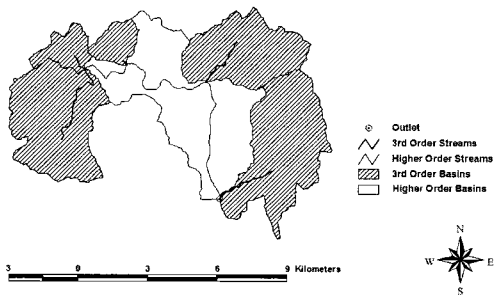 Outlet
3rd Order Streams
Higher Order Streams
3rd Order Basins
Higher Order Basins
N
W E
S
3 0 3 6 9 Kilometers